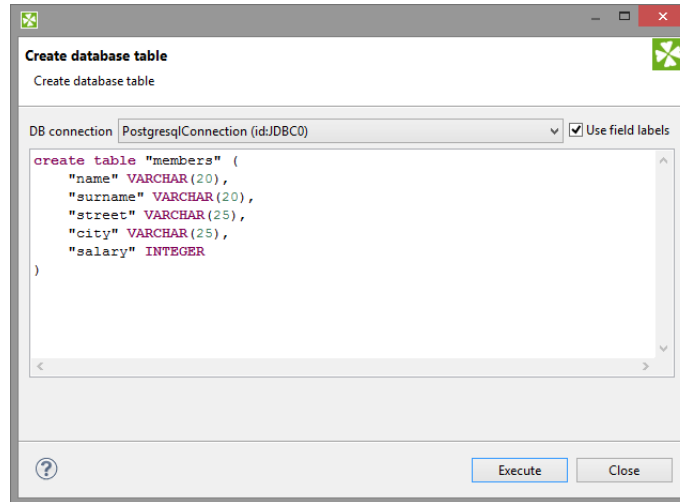 Create database table
Create database table
DB connection PostgresqlConnection (id:JDBC0) Use field labels
create table "members" (
    "name" VARCHAR(20),
    "surname" VARCHAR(20),
    "street" VARCHAR(25),
    "city" VARCHAR(25),
    "salary" INTEGER
)
Execute Close